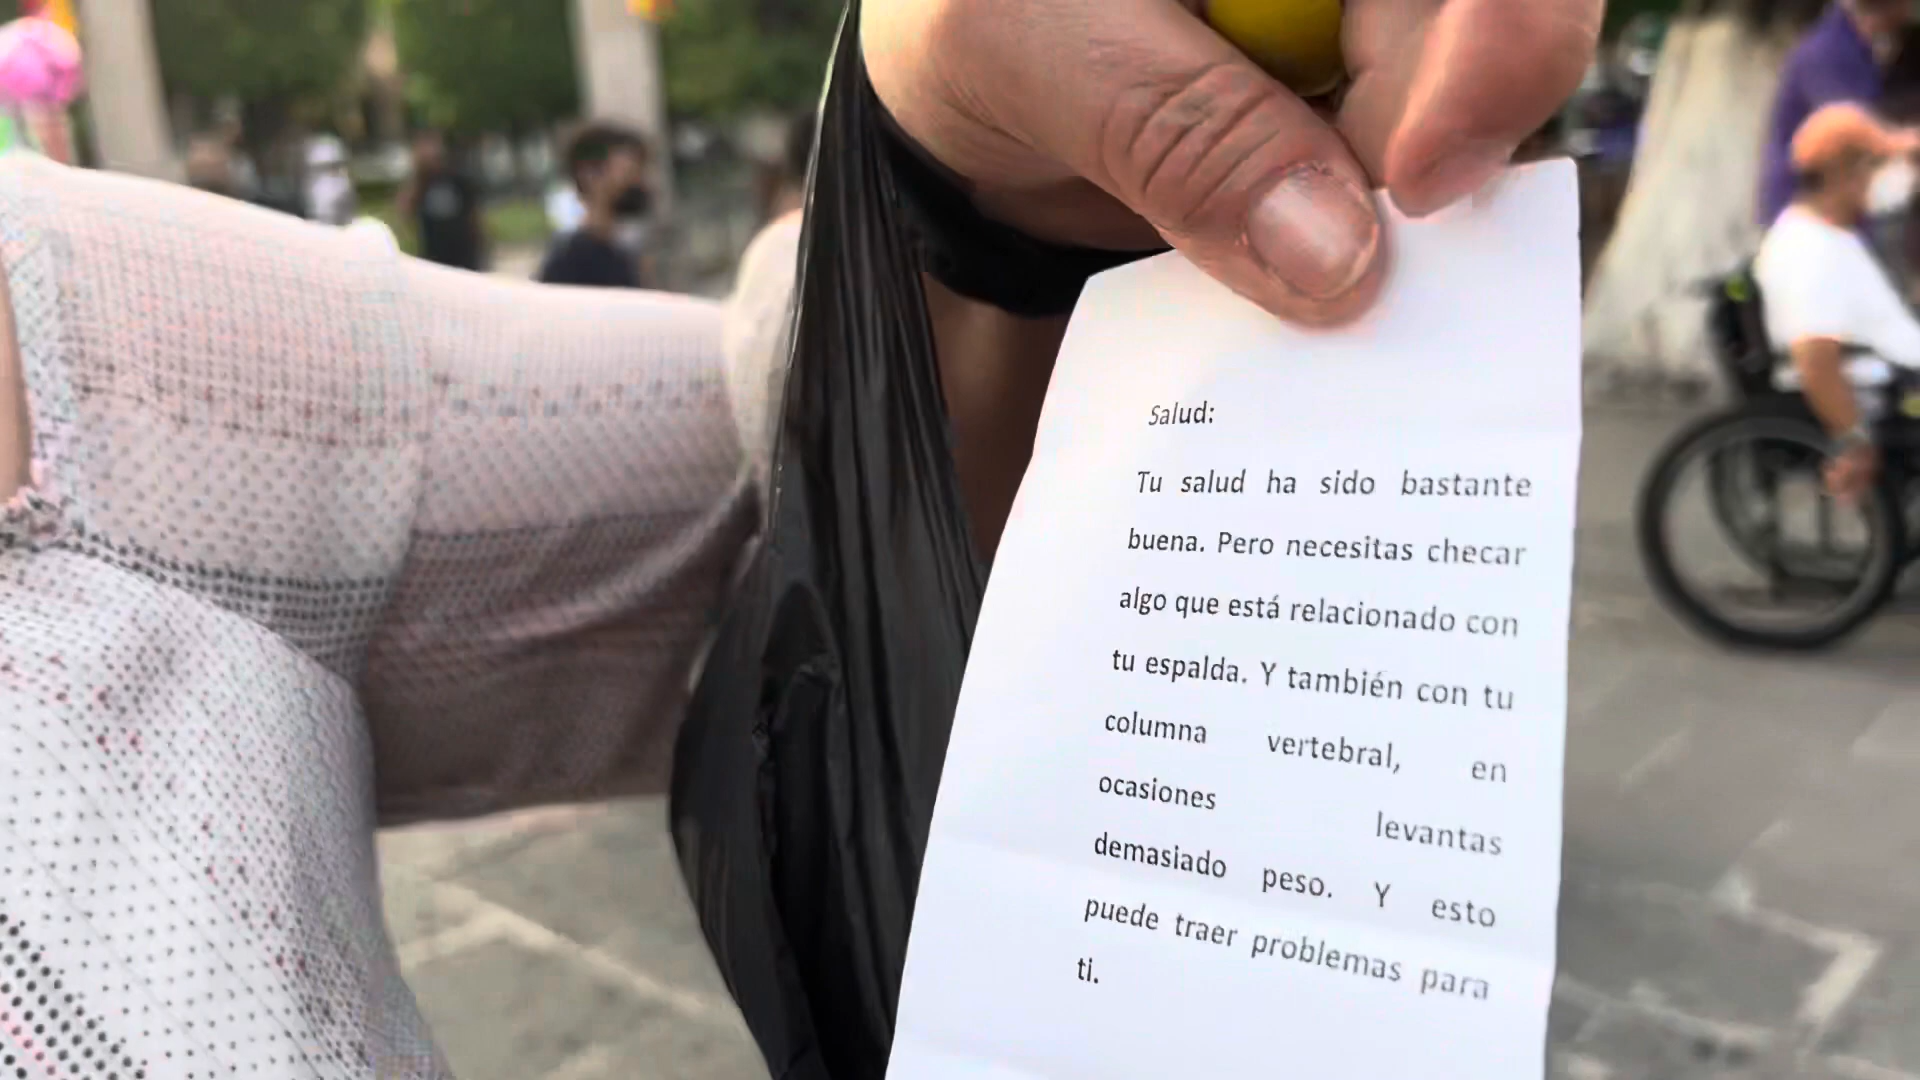 Salud:
Tu salud ha sido bastante
buena. Pero necesitas checar
algo que está relacionado con
tu espalda. Y también con tu
columna vertebral, en
ocasiones levantas
demasiado peso. Y esto
puede traer problemas para
ti.